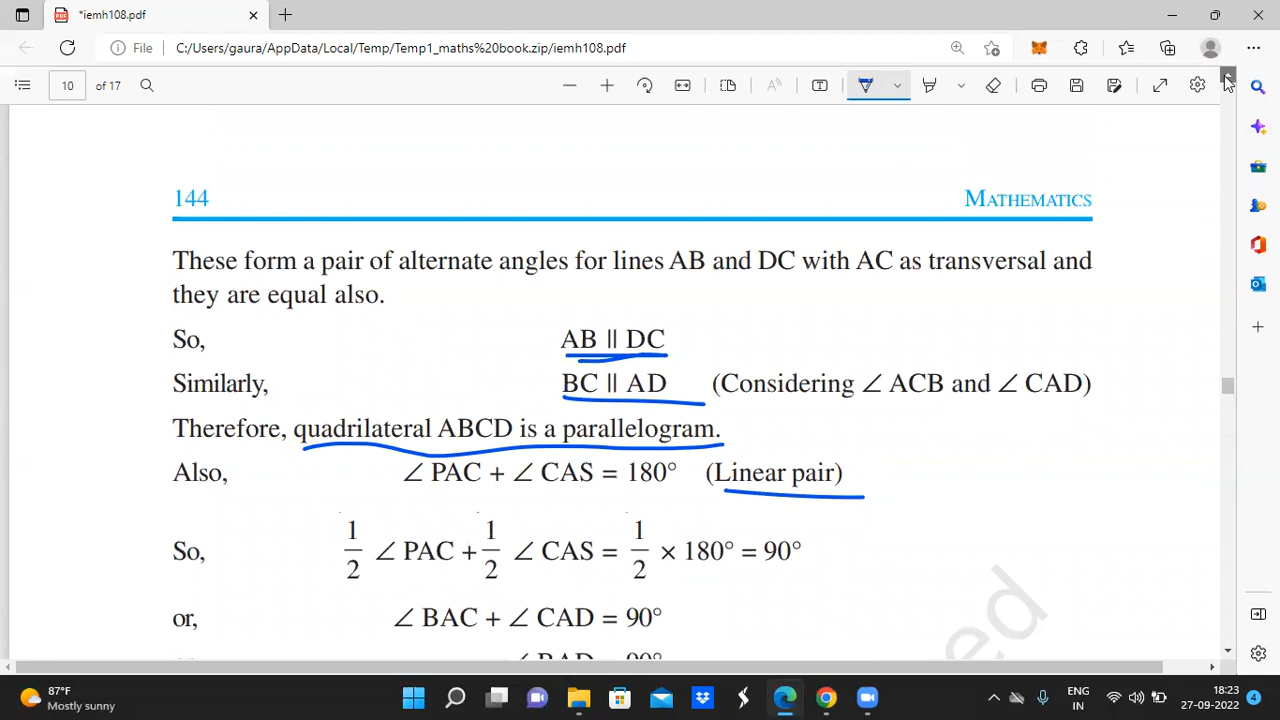 *iemh108.pdf
File
C:/Users/gaura/AppData/Local/Temp/Temp1_maths%20book.zip/iemh108.pdf
10 of 17
144 MATHEMATICS
These form a pair of alternate angles for lines AB and DC with AC as transversal and
they are equal also.
So, AB || DC
Similarly, BC || AD (Considering ∠ ACB and ∠ CAD)
Therefore, quadrilateral ABCD is a parallelogram.
Also, ∠ PAC + ∠ CAS = 180° (Linear pair)
So, 1/2 ∠ PAC + 1/2 ∠ CAS = 1/2 × 180° = 90°
or, ∠ BAC + ∠ CAD = 90°
∠ BAD = 90°
87°F
Mostly sunny
ENG
IN
18:23
27-09-2022
4